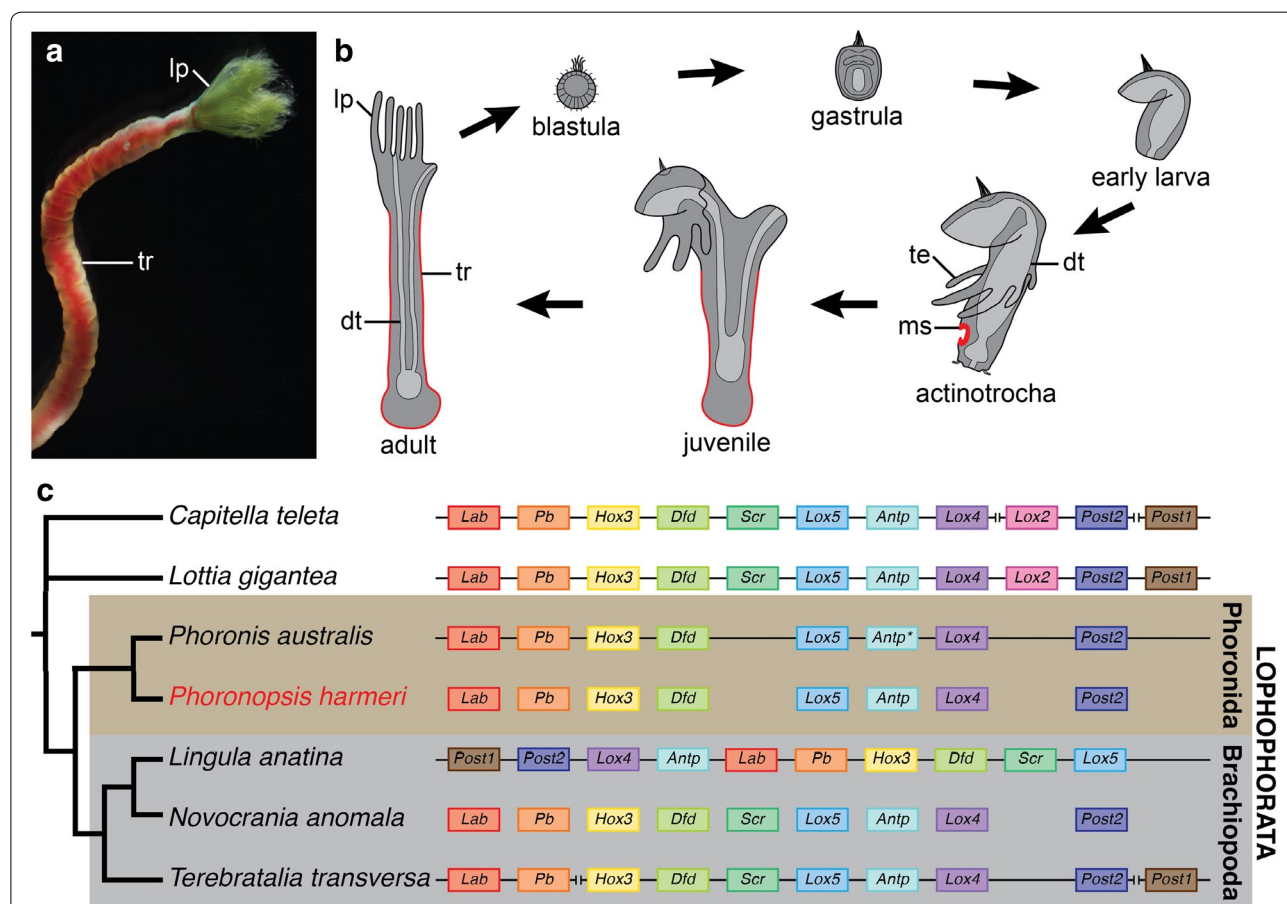 a
lp
tr
b
lp
blastula
gastrula
early larva
te
dt
ms
actinotrocha
tr
dt
adult
juvenile
c
Capitella teleta Lab Pb Hox3 Dfd Scr Lox5 Antp Lox4 Lox2 Post2 Post1
Lottia gigantea Lab Pb Hox3 Dfd Scr Lox5 Antp Lox4 Lox2 Post2 Post1
Phoronis australis Lab Pb Hox3 Dfd Lox5 Antp* Lox4 Post2
Phoronopsis harmeri Lab Pb Hox3 Dfd Lox5 Antp Lox4 Post2
Lingula anatina Post1 Post2 Lox4 Antp Lab Pb Hox3 Dfd Scr Lox5
Novocrania anomala Lab Pb Hox3 Dfd Scr Lox5 Antp Lox4 Post2
Terebratalia transversa Lab Pb Hox3 Dfd Scr Lox5 Antp Lox4 Post2 Post1
Phoronida
Brachiopoda
LOPHOPHORATA